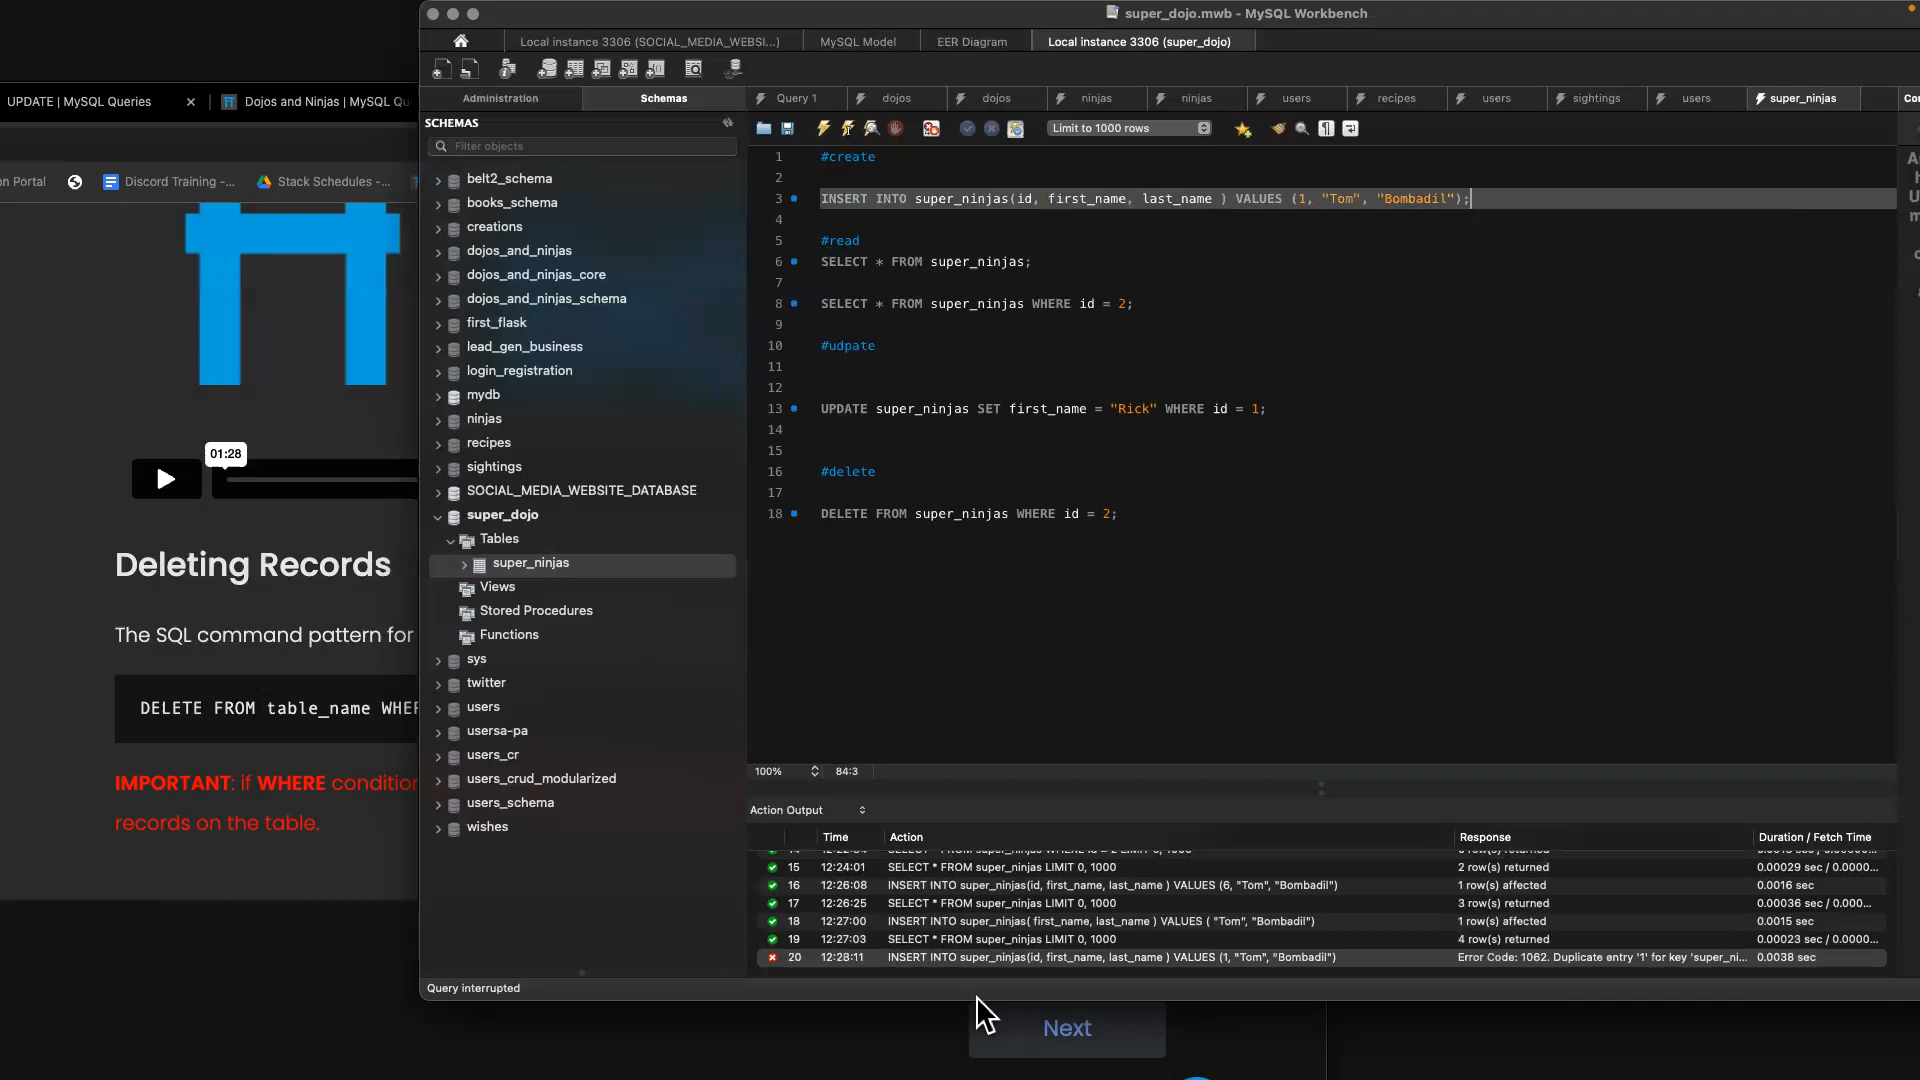 super_dojo.mwb - MySQL Workbench
Local instance 3306 (SOCIAL_MEDIA_WEBSI...)
MySQL Model
EER Diagram
Local instance 3306 (super_dojo)
UPDATE | MySQL Queries
Dojos and Ninjas | MySQL Qu
Administration
Schemas
Query 1
dojos
dojos
ninjas
ninjas
users
recipes
users
sightings
users
super_ninjas
SCHEMAS
Filter objects
Limit to 1000 rows
n Portal
Discord Training -...
Stack Schedules -...
belt2_schema
books_schema
creations
dojos_and_ninjas
dojos_and_ninjas_core
dojos_and_ninjas_schema
first_flask
lead_gen_business
login_registration
mydb
ninjas
recipes
sightings
SOCIAL_MEDIA_WEBSITE_DATABASE
super_dojo
Tables
super_ninjas
Views
Stored Procedures
Functions
sys
twitter
users
usersa-pa
users_cr
users_crud_modularized
users_schema
wishes
1 #create
2
3 INSERT INTO super_ninjas(id, first_name, last_name ) VALUES (1, "Tom", "Bombadil");
4
5 #read
6 SELECT * FROM super_ninjas;
7
8 SELECT * FROM super_ninjas WHERE id = 2;
9
10 #udpate
11
12
13 UPDATE super_ninjas SET first_name = "Rick" WHERE id = 1;
14
15
16 #delete
17
18 DELETE FROM super_ninjas WHERE id = 2;
01:28
Deleting Records
The SQL command pattern for
DELETE FROM table_name WHER
IMPORTANT: if WHERE condition
records on the table.
100%
84:3
Action Output
Time Action Response Duration / Fetch Time
15 12:24:01 SELECT * FROM super_ninjas LIMIT 0, 1000 2 row(s) returned 0.00029 sec / 0.0000...
16 12:26:08 INSERT INTO super_ninjas(id, first_name, last_name ) VALUES (6, "Tom", "Bombadil") 1 row(s) affected 0.0016 sec
17 12:26:25 SELECT * FROM super_ninjas LIMIT 0, 1000 3 row(s) returned 0.00036 sec / 0.000...
18 12:27:00 INSERT INTO super_ninjas( first_name, last_name ) VALUES ( "Tom", "Bombadil") 1 row(s) affected 0.0015 sec
19 12:27:03 SELECT * FROM super_ninjas LIMIT 0, 1000 4 row(s) returned 0.00023 sec / 0.0000...
20 12:28:11 INSERT INTO super_ninjas(id, first_name, last_name ) VALUES (1, "Tom", "Bombadil") Error Code: 1062. Duplicate entry '1' for key 'super_ni... 0.0038 sec
Query interrupted
Next